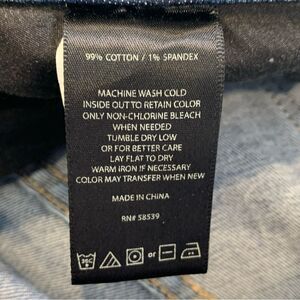 99% COTTON / 1% SPANDEX
MACHINE WASH COLD
INSIDE OUT TO RETAIN COLOR
ONLY NON-CHLORINE BLEACH
WHEN NEEDED
TUMBLE DRY LOW
OR FOR BETTER CARE
LAY FLAT TO DRY
WARM IRON IF NECESSARY
COLOR MAY TRANSFER WHEN NEW
MADE IN CHINA
RN# 58539
or